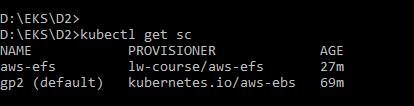 D:\EKS\D2>
D:\EKS\D2>kubectl get sc
NAME            PROVISIONER             AGE
aws-efs         lw-course/aws-efs       27m
gp2 (default)   kubernetes.io/aws-ebs   69m